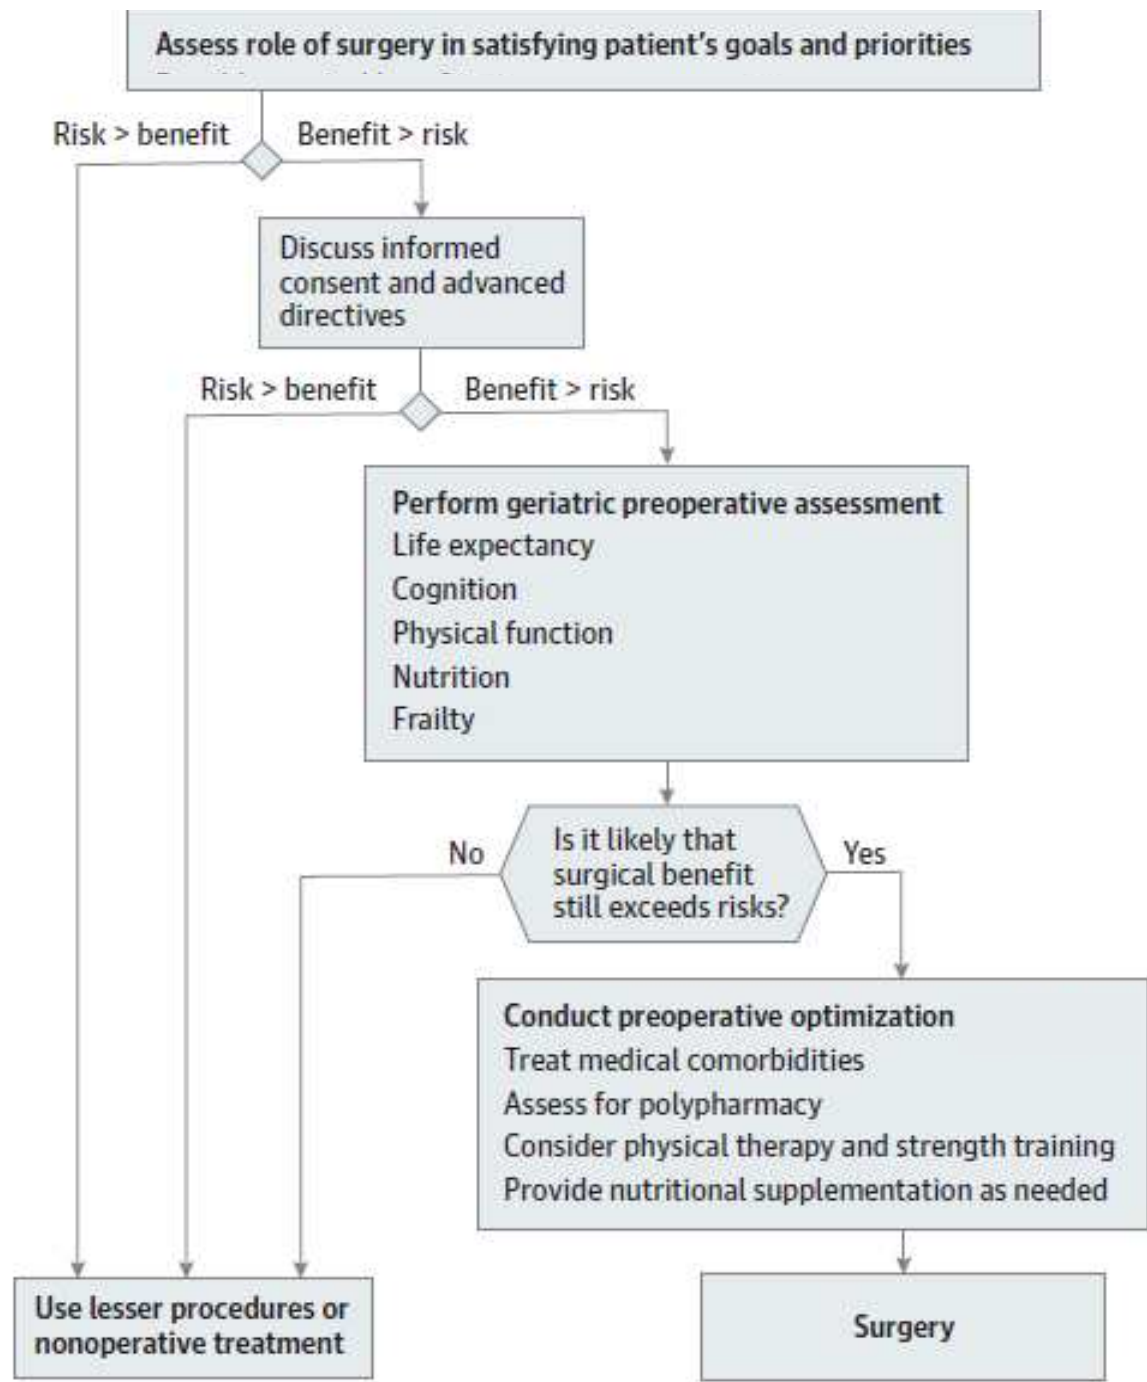 Assess role of surgery in satisfying patient's goals and priorities
Risk > benefit
Benefit > risk
Discuss informed
consent and advanced
directives
Risk > benefit
Benefit > risk
Perform geriatric preoperative assessment
Life expectancy
Cognition
Physical function
Nutrition
Frailty
Is it likely that
surgical benefit
still exceeds risks?
No
Yes
Conduct preoperative optimization
Treat medical comorbidities
Assess for polypharmacy
Consider physical therapy and strength training
Provide nutritional supplementation as needed
Use lesser procedures or
nonoperative treatment
Surgery